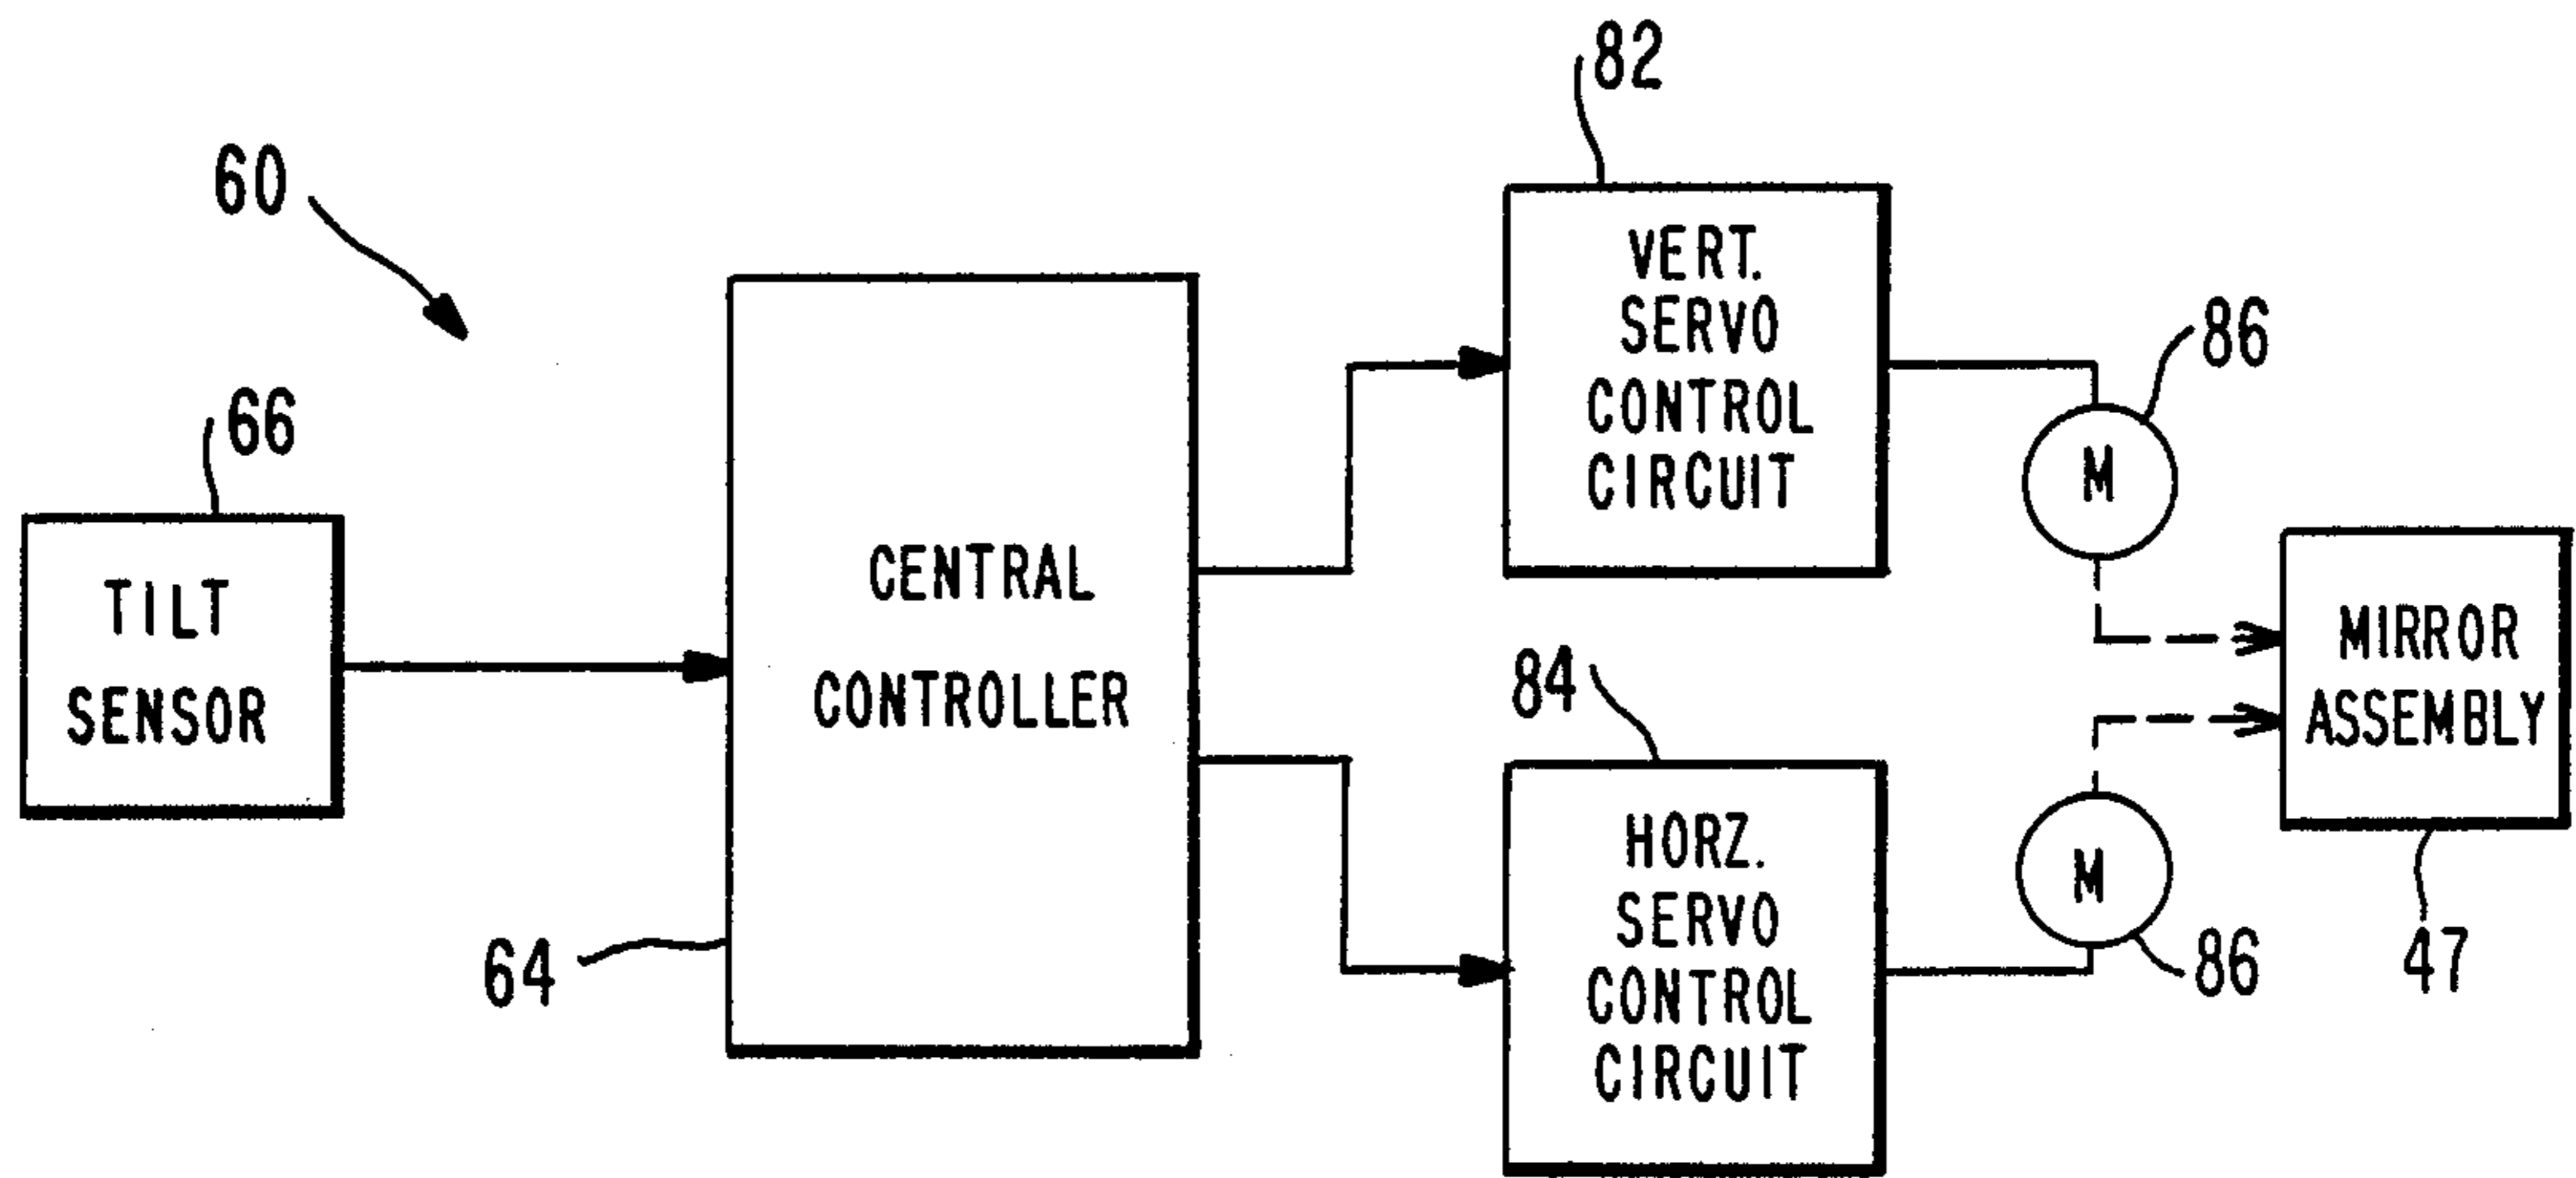 60
66
TILT
SENSOR
CENTRAL
CONTROLLER
64
82
VERT.
SERVO
CONTROL
CIRCUIT
86
M
84
HORZ.
SERVO
CONTROL
CIRCUIT
M
86
MIRROR
ASSEMBLY
47